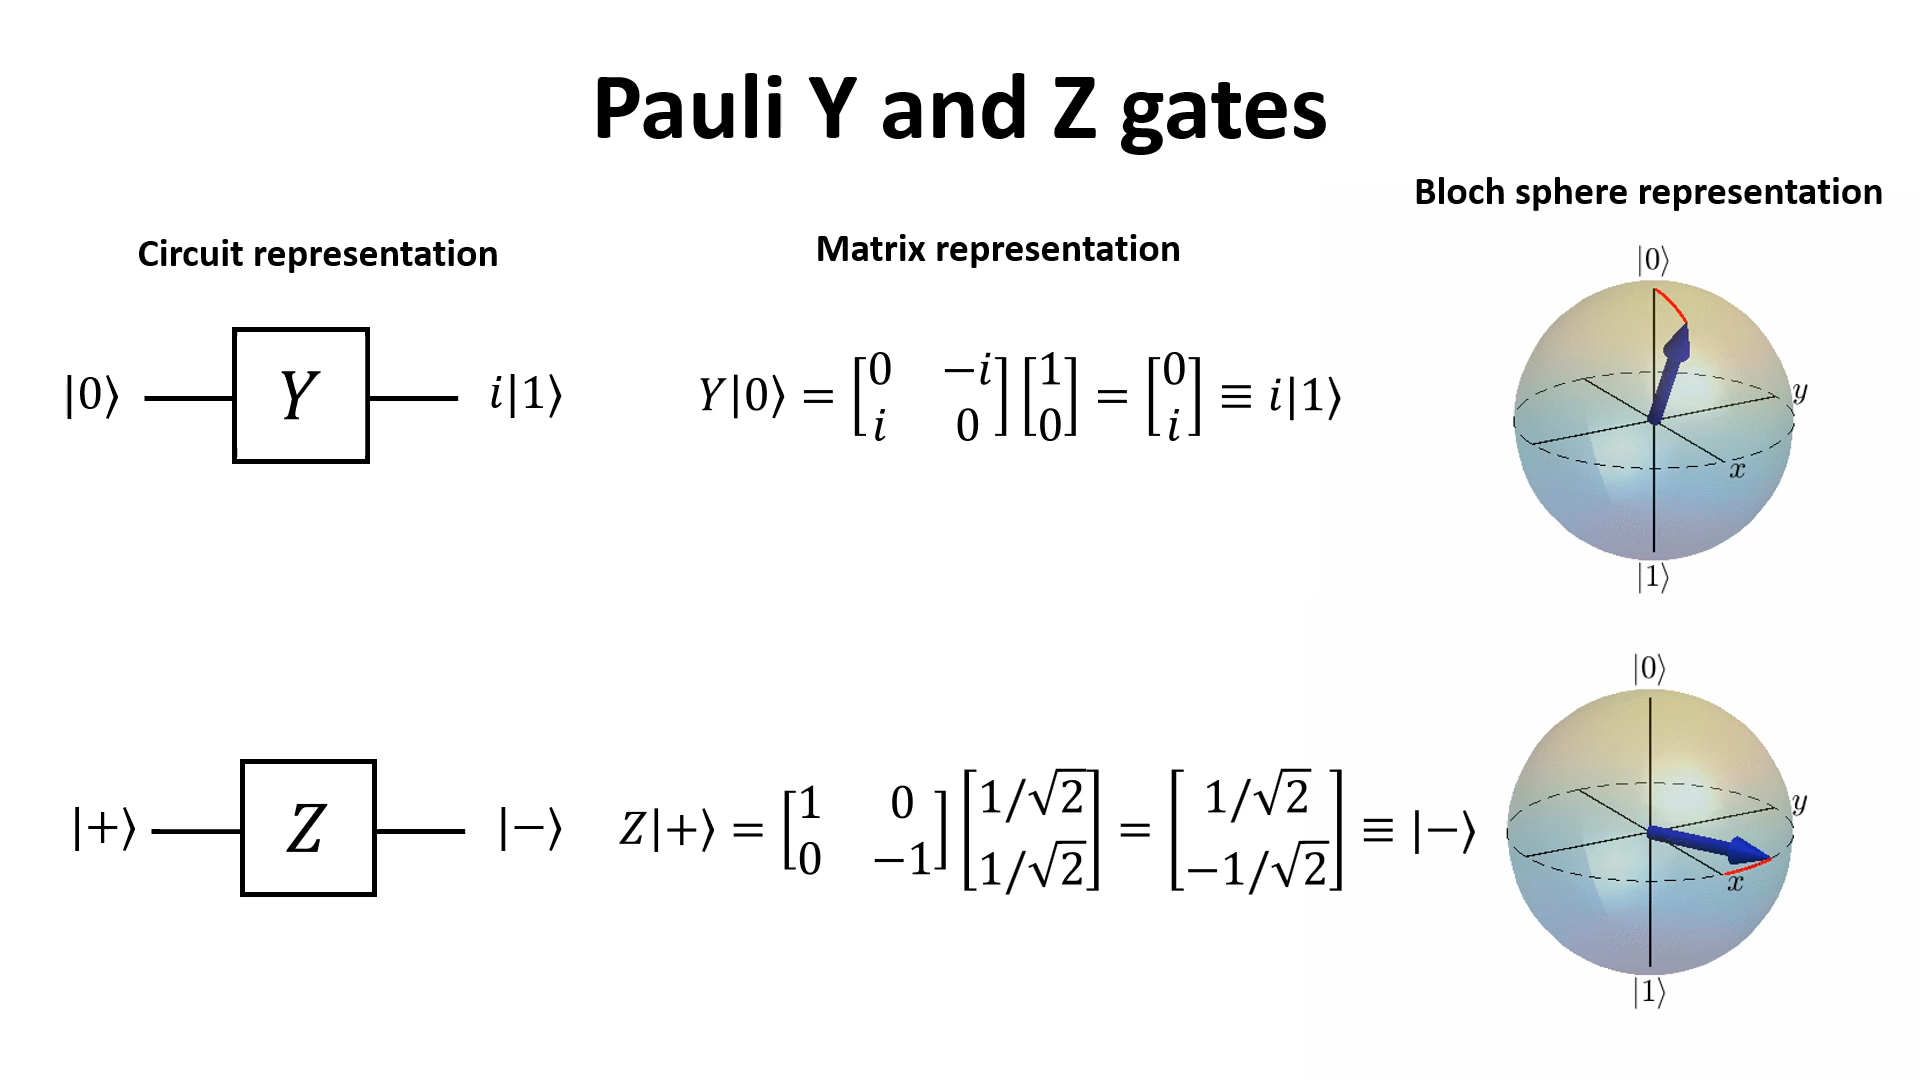 Pauli Y and Z gates
Bloch sphere representation
Circuit representation
Matrix representation
|0⟩ Y i|1⟩
Y|0⟩ = [0 −i; i 0] [1; 0] = [0; i] ≡ i|1⟩
|0⟩
y
x
|1⟩
|+⟩ Z |−⟩
Z|+⟩ = [1 0; 0 −1] [1/√2; 1/√2] = [1/√2; −1/√2] ≡ |−⟩
|0⟩
y
x
|1⟩